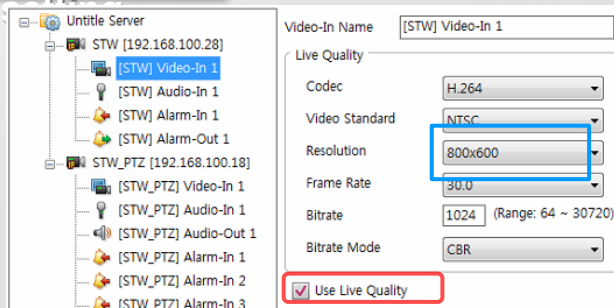 Untitle Server
STW [192.168.100.28]
[STW] Video-In 1
[STW] Audio-In 1
[STW] Alarm-In 1
[STW] Alarm-Out 1
STW_PTZ [192.168.100.18]
[STW_PTZ] Video-In 1
[STW_PTZ] Audio-In 1
[STW_PTZ] Audio-Out 1
[STW_PTZ] Alarm-In 1
[STW_PTZ] Alarm-In 2
[STW_PTZ] Alarm-In 3
Video-In Name [STW] Video-In 1
Live Quality
Codec H.264
Video Standard NTSC
Resolution 800x600
Frame Rate 30.0
Bitrate 1024 (Range: 64 ~ 30720)
Bitrate Mode CBR
Use Live Quality